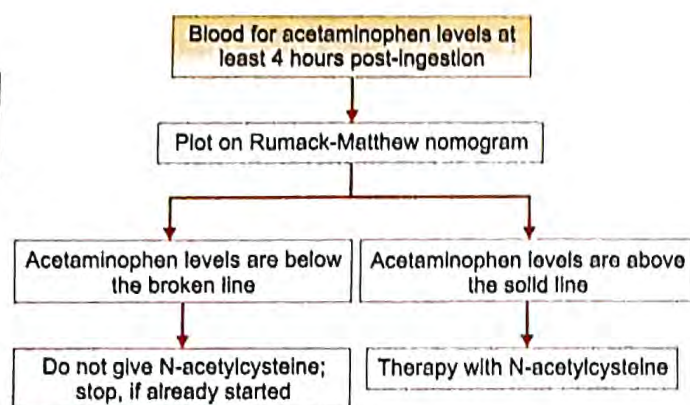 Blood for acetaminophen levels at
least 4 hours post-ingestion
Plot on Rumack-Matthew nomogram
Acetaminophen levels are below
the broken line
Acetaminophen levels are above
the solid line
Do not give N-acetylcysteine;
stop, if already started
Therapy with N-acetylcysteine